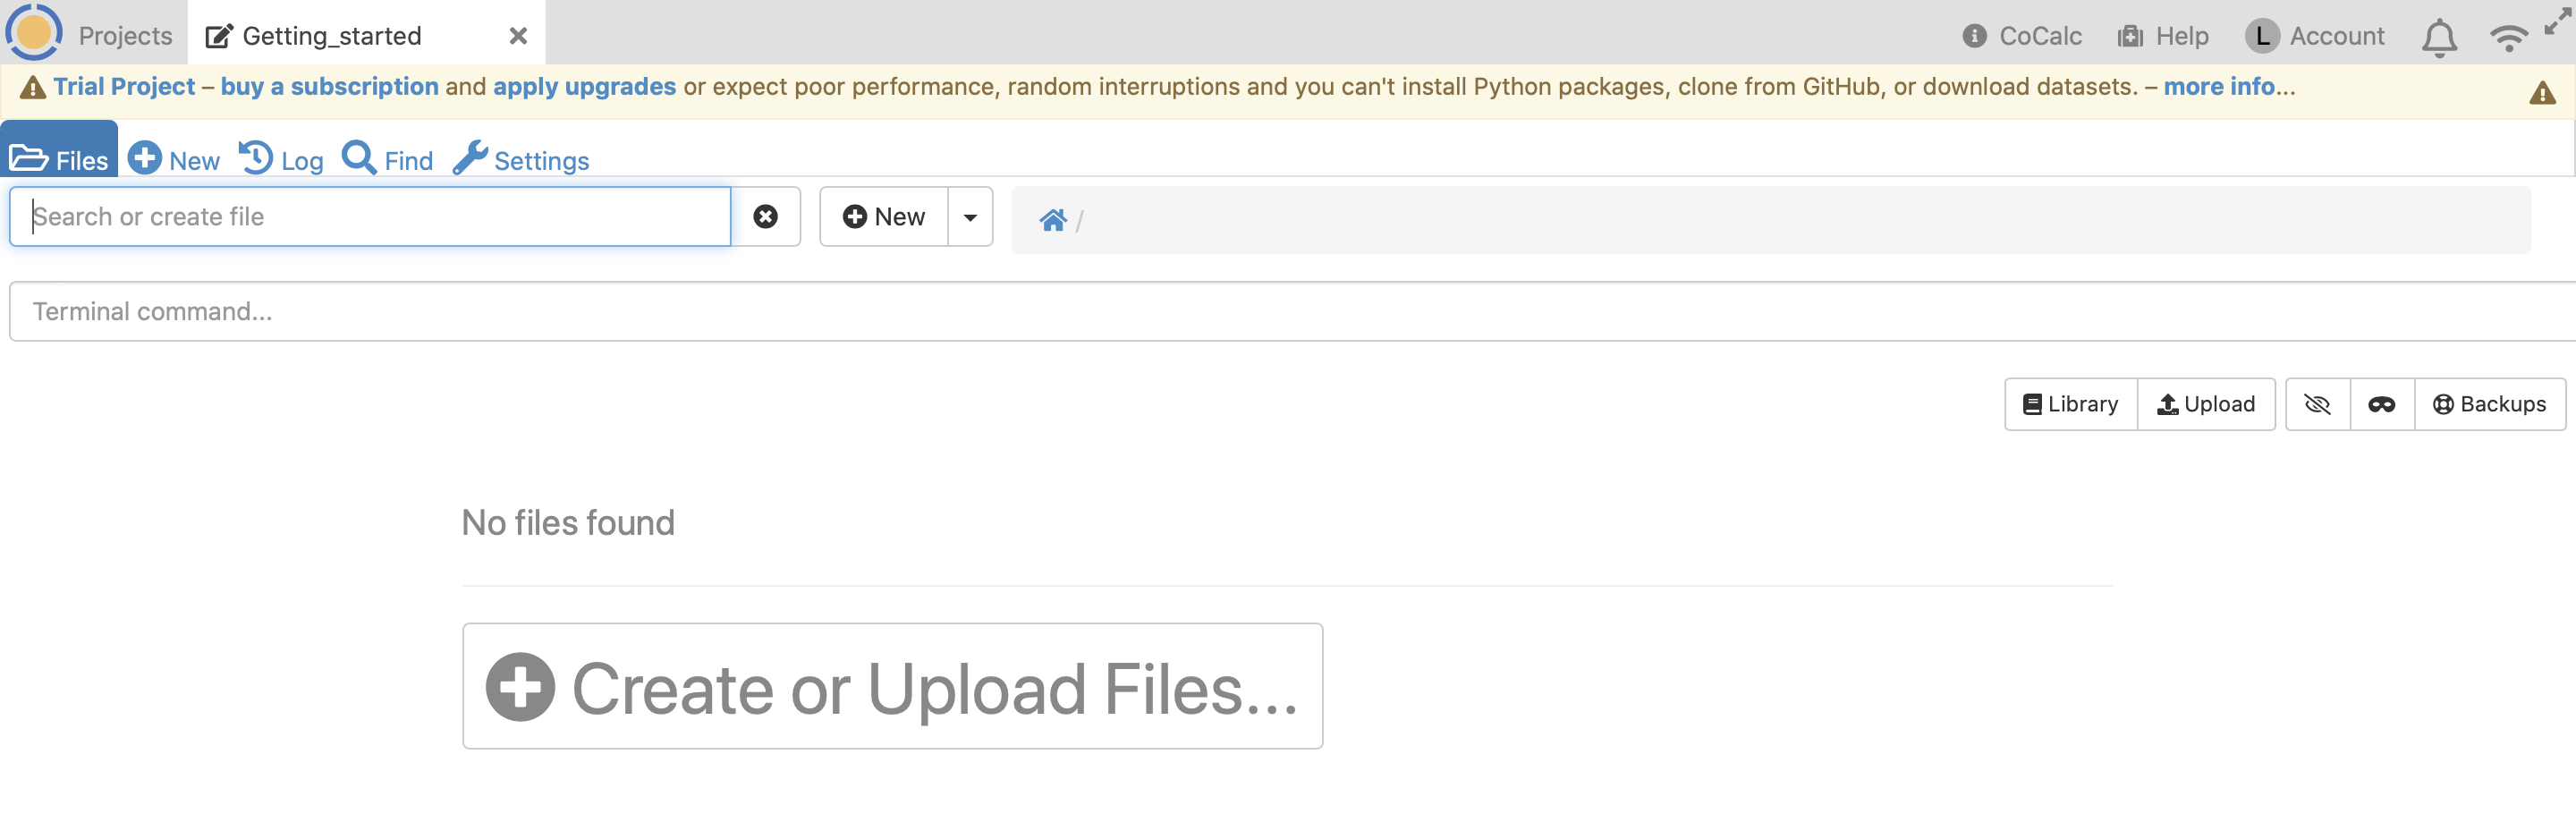 Projects Getting_started CoCalc Help L Account
Trial Project – buy a subscription and apply upgrades or expect poor performance, random interruptions and you can't install Python packages, clone from GitHub, or download datasets. – more info...
Files New Log Find Settings
Search or create file New /
Terminal command...
Library Upload Backups
No files found
Create or Upload Files...